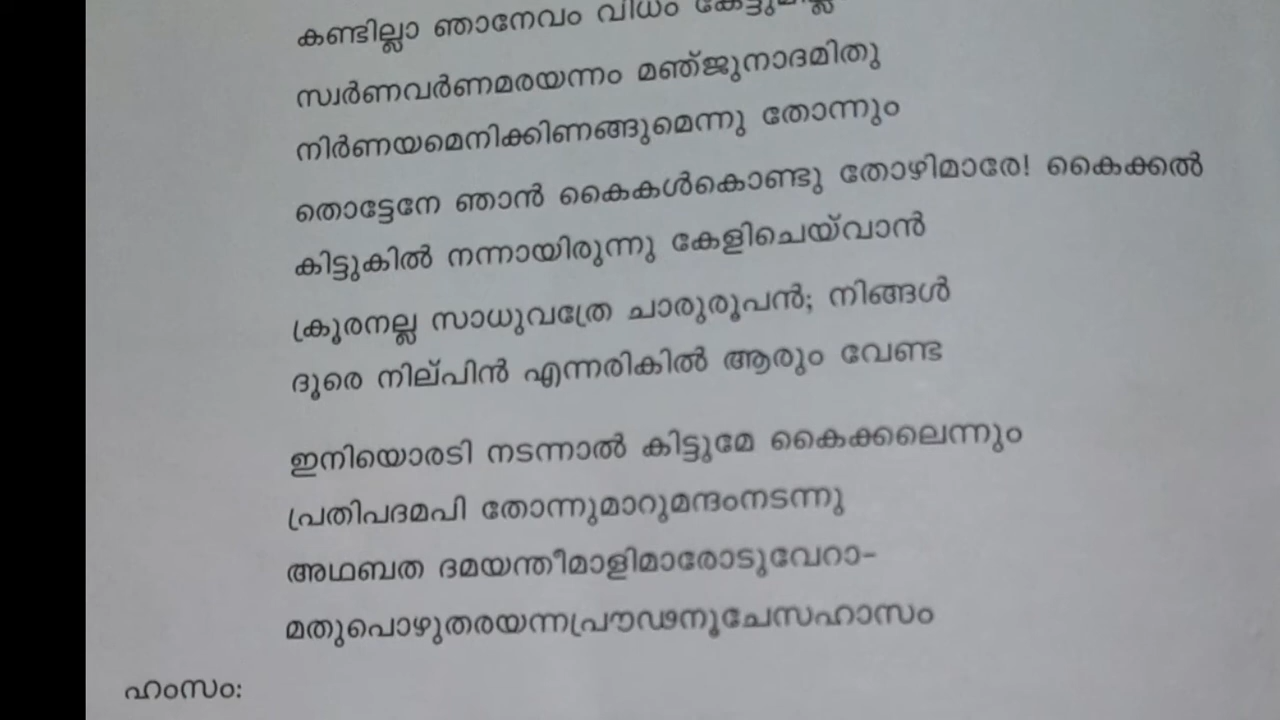 കണ്ടില്ലാ ഞാനേവം വിധം കേട്ടുമില്ല
സ്വർണവർണമരയന്നം മഞ്ജുനാദമിതു
നിർണയമെനിക്കിണങ്ങുമെന്നു തോന്നും
തൊട്ടേനേ ഞാൻ കൈകൾകൊണ്ടു തോഴിമാരേ! കൈക്കൽ
കിട്ടുകിൽ നന്നായിരുന്നു കേളിചെയ്‌വാൻ
ക്രൂരനല്ല സാധുവത്രേ ചാരുരൂപൻ; നിങ്ങൾ
ദൂരെ നില്പിൻ എന്നരികിൽ ആരും വേണ്ട
ഇനിയൊരടി നടന്നാൽ കിട്ടുമേ കൈക്കലെന്നും
പ്രതിപദമപി തോന്നുമാറുമന്ദംനടന്നു
അഥബത ദമയന്തീമാളിമാരോടുവേറാ–
മതുപൊഴുതരയന്നപ്രൗഢനൂചേസഹാസം
ഹംസം: